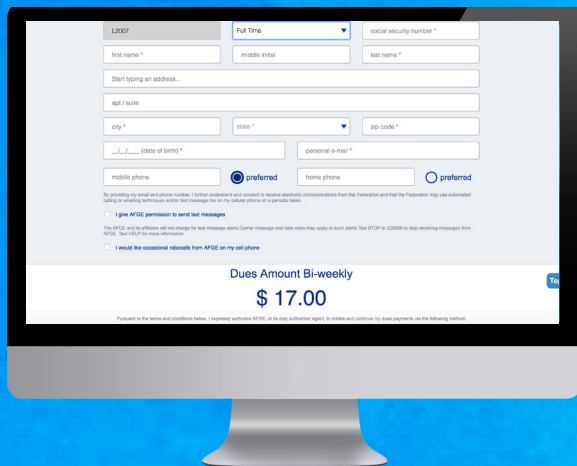 L2007
Full Time
social security number *
first name *
middle initial
last name *
Start typing an address...
apt / suite
city *
state *
zip code *
__/__/____ (date of birth) *
personal e-mail *
mobile phone
preferred
home phone
preferred
By providing my email and phone number, I further understand and consent to receive electronic communications from the Federation and that the Federation may use automated
calling or emailing techniques and/or text message me on my cellular phone on a periodic basis.
I give AFGE permission to send text messages
The AFGE and its affiliates will not charge for text message alerts.Carrier message and data rates may apply to such alerts.Text STOP to to stop receiving messages from
AFGE. Text HELP for more information.
I would like occasional robocalls from AFGE on my cell phone
Dues Amount Bi-weekly
$ 17.00
Pursuant to the terms and conditions below, I expressly authorize AFGE, or its duly authorized agent, to initiate and continue my dues payments via the following method: